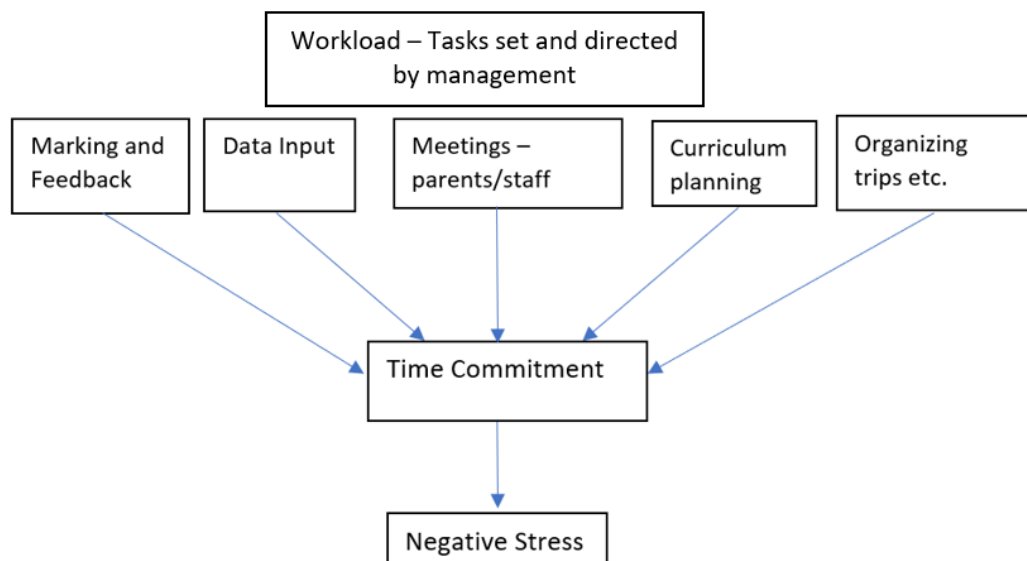 Workload – Tasks set and directed
by management
Marking and
Feedback
Data Input
Meetings –
parents/staff
Curriculum
planning
Organizing
trips etc.
Time Commitment
Negative Stress